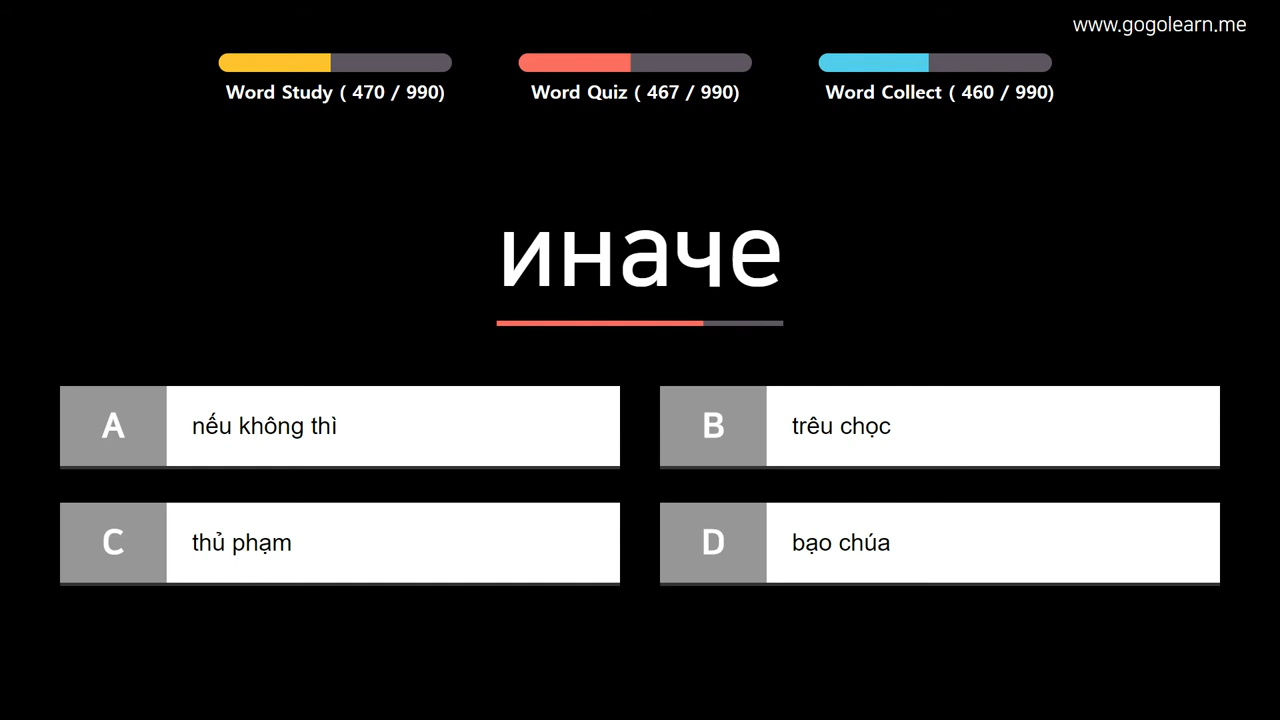 www.gogolearn.me
Word Study ( 470 / 990)
Word Quiz ( 467 / 990)
Word Collect ( 460 / 990)
иначе
A
nếu không thì
B
trêu chọc
C
thủ phạm
D
bạo chúa